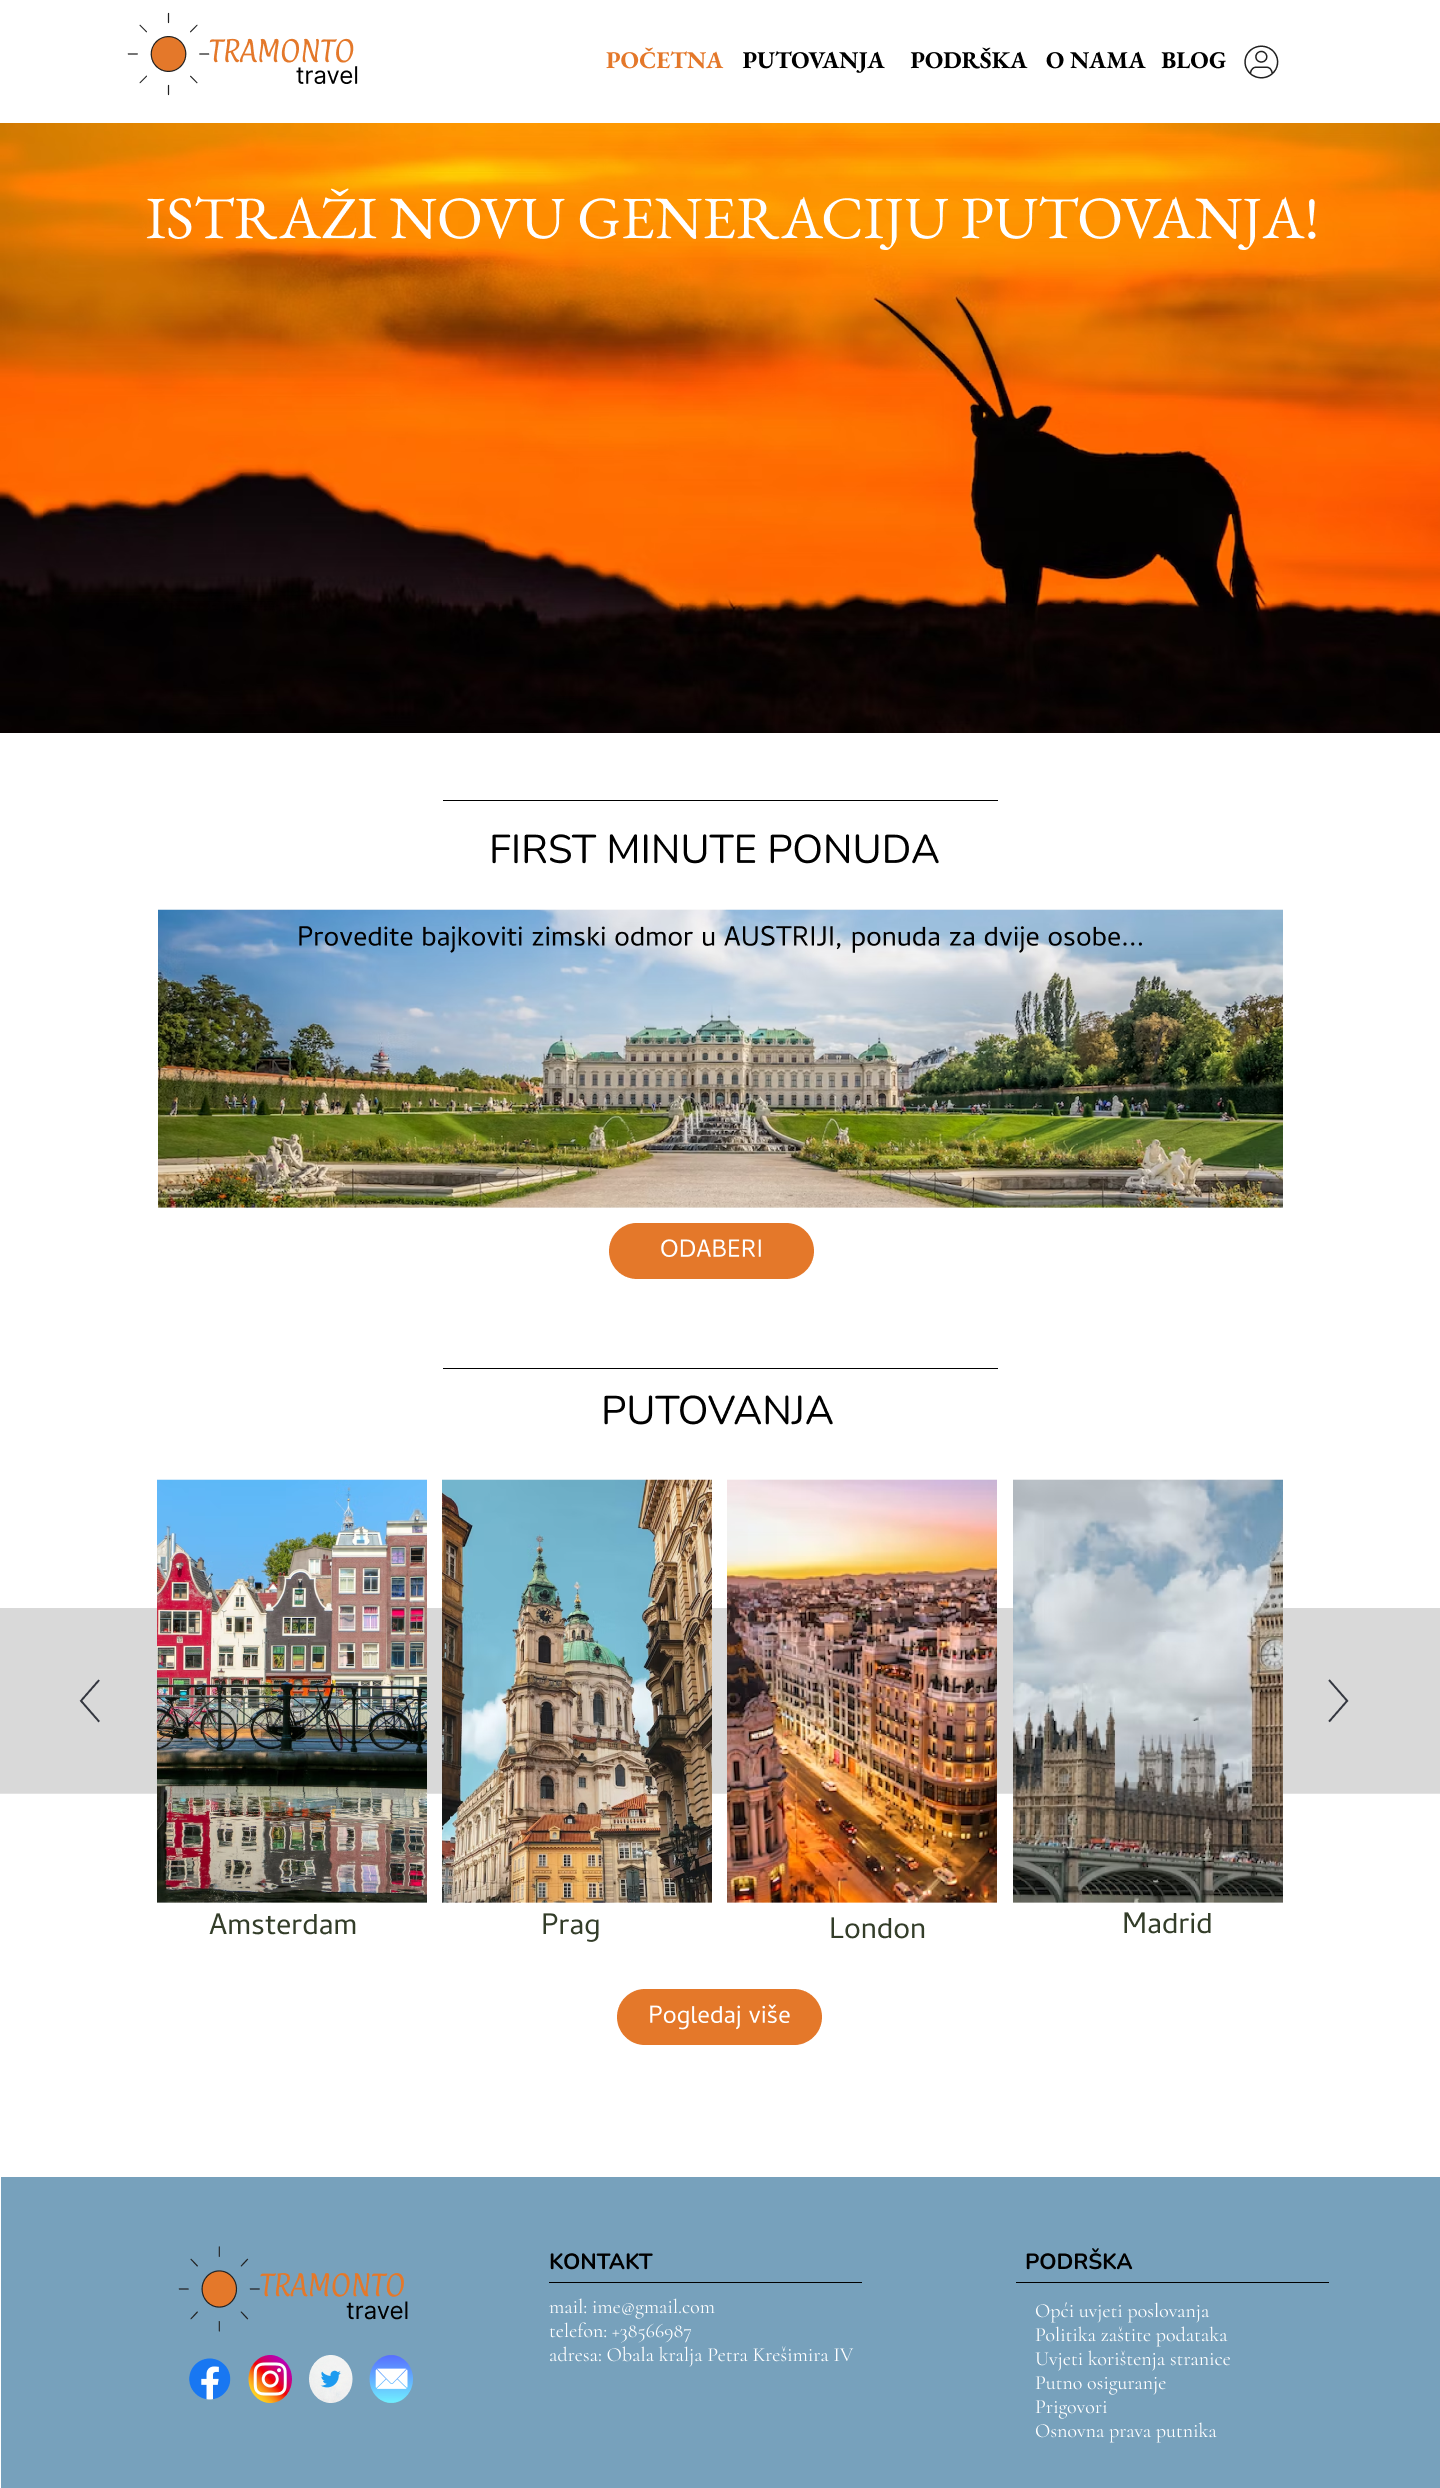 TRAMONTO
travel
POČETNA PUTOVANJA PODRŠKA O NAMA BLOG
ISTRAŽI NOVU GENERACIJU PUTOVANJA!
FIRST MINUTE PONUDA
Provedite bajkoviti zimski odmor u AUSTRIJI, ponuda za dvije osobe...
ODABERI
PUTOVANJA
Amsterdam
Prag
London
Madrid
Pogledaj više
TRAMONTO
travel
KONTAKT
mail: ime@gmail.com
telefon: +38566987
adresa: Obala kralja Petra Krešimira IV
PODRŠKA
Opći uvjeti poslovanja
Politika zaštite podataka
Uvjeti korištenja stranice
Putno osiguranje
Prigovori
Osnovna prava putnika